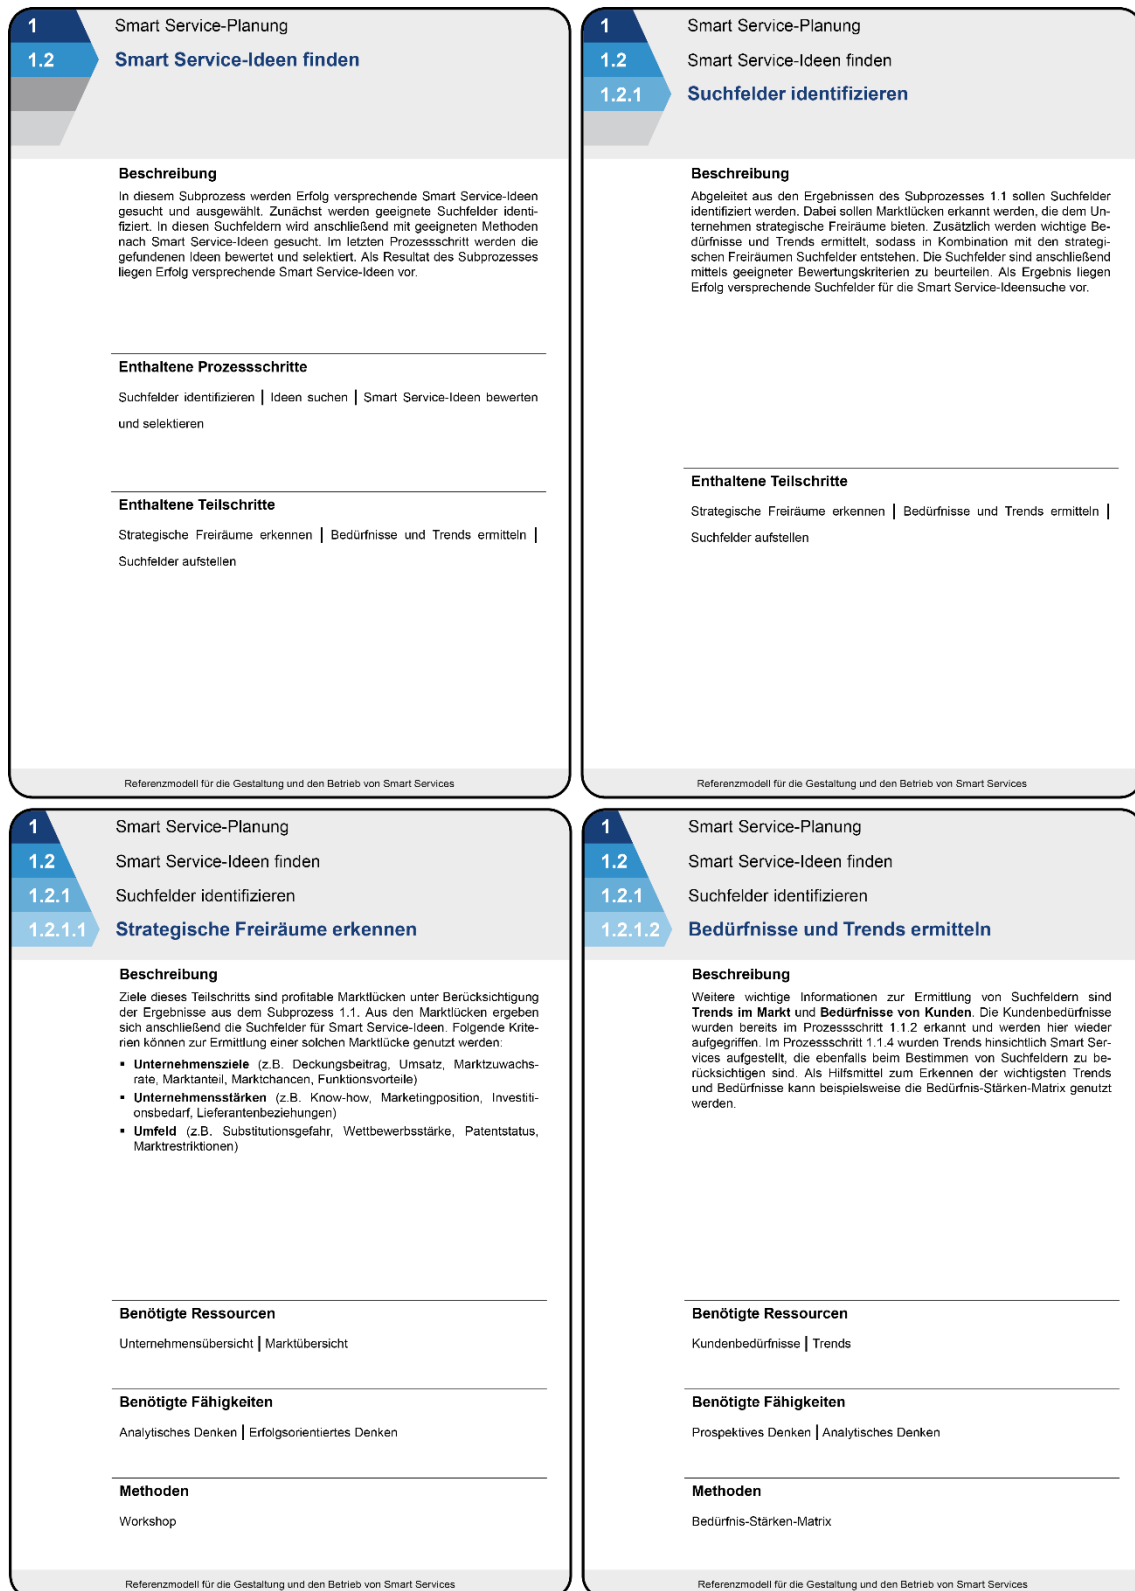 1 Smart Service-Planung
1.2 Smart Service-Ideen finden
Beschreibung
In diesem Subprozess werden Erfolg versprechende Smart Service-Ideen
gesucht und ausgewählt. Zunächst werden geeignete Suchfelder identi-
fiziert. In diesen Suchfeldern wird anschließend mit geeigneten Methoden
nach Smart Service-Ideen gesucht. Im letzten Prozessschritt werden die
gefundenen Ideen bewertet und selektiert. Als Resultat des Subprozesses
liegen Erfolg versprechende Smart Service-Ideen vor.
Enthaltene Prozessschritte
Suchfelder identifizieren | Ideen suchen | Smart Service-Ideen bewerten
und selektieren
Enthaltene Teilschritte
Strategische Freiräume erkennen | Bedürfnisse und Trends ermitteln |
Suchfelder aufstellen
Referenzmodell für die Gestaltung und den Betrieb von Smart Services
1 Smart Service-Planung
1.2 Smart Service-Ideen finden
1.2.1 Suchfelder identifizieren
Beschreibung
Abgeleitet aus den Ergebnissen des Subprozesses 1.1 sollen Suchfelder
identifiziert werden. Dabei sollen Marktlücken erkannt werden, die dem Un-
ternehmen strategische Freiräume bieten. Zusätzlich werden wichtige Be-
dürfnisse und Trends ermittelt, sodass in Kombination mit den strategi-
schen Freiräumen Suchfelder entstehen. Die Suchfelder sind anschließend
mittels geeigneter Bewertungskriterien zu beurteilen. Als Ergebnis liegen
Erfolg versprechende Suchfelder für die Smart Service-Ideensuche vor.
Enthaltene Teilschritte
Strategische Freiräume erkennen | Bedürfnisse und Trends ermitteln |
Suchfelder aufstellen
Referenzmodell für die Gestaltung und den Betrieb von Smart Services
1 Smart Service-Planung
1.2 Smart Service-Ideen finden
1.2.1 Suchfelder identifizieren
1.2.1.1 Strategische Freiräume erkennen
Beschreibung
Ziele dieses Teilschritts sind profitable Marktlücken unter Berücksichtigung
der Ergebnisse aus dem Subprozess 1.1. Aus den Marktlücken ergeben
sich anschließend die Suchfelder für Smart Service-Ideen. Folgende Krite-
rien können zur Ermittlung einer solchen Marktlücke genutzt werden:
▪ Unternehmensziele (z.B. Deckungsbeitrag, Umsatz, Marktzuwachs-
rate, Marktanteil, Marktchancen, Funktionsvorteile)
▪ Unternehmensstärken (z.B. Know-how, Marketingposition, Investiti-
onsbedarf, Lieferantenbeziehungen)
▪ Umfeld (z.B. Substitutionsgefahr, Wettbewerbsstärke, Patentstatus,
Marktrestriktionen)
Benötigte Ressourcen
Unternehmensübersicht | Marktübersicht
Benötigte Fähigkeiten
Analytisches Denken | Erfolgsorientiertes Denken
Methoden
Workshop
Referenzmodell für die Gestaltung und den Betrieb von Smart Services
1 Smart Service-Planung
1.2 Smart Service-Ideen finden
1.2.1 Suchfelder identifizieren
1.2.1.2 Bedürfnisse und Trends ermitteln
Beschreibung
Weitere wichtige Informationen zur Ermittlung von Suchfeldern sind
Trends im Markt und Bedürfnisse von Kunden. Die Kundenbedürfnisse
wurden bereits im Prozessschritt 1.1.2 erkannt und werden hier wieder
aufgegriffen. Im Prozessschritt 1.1.4 wurden Trends hinsichtlich Smart Ser-
vices aufgestellt, die ebenfalls beim Bestimmen von Suchfeldern zu be-
rücksichtigen sind. Als Hilfsmittel zum Erkennen der wichtigsten Trends
und Bedürfnisse kann beispielsweise die Bedürfnis-Stärken-Matrix genutzt
werden.
Benötigte Ressourcen
Kundenbedürfnisse | Trends
Benötigte Fähigkeiten
Prospektives Denken | Analytisches Denken
Methoden
Bedürfnis-Stärken-Matrix
Referenzmodell für die Gestaltung und den Betrieb von Smart Services